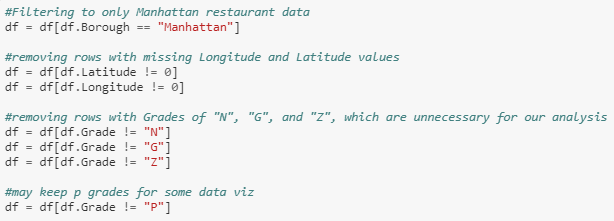 #Filtering to only Manhattan restaurant data
df = df[df.Borough == "Manhattan"]
#removing rows with missing Longitude and Latitude values
df = df[df.Latitude != 0]
df = df[df.Longitude != 0]
#removing rows with Grades of "N", "G", and "Z", which are unnecessary for our analysis
df = df[df.Grade != "N"]
df = df[df.Grade != "G"]
df = df[df.Grade != "Z"]
#may keep p grades for some data viz
df = df[df.Grade != "P"]